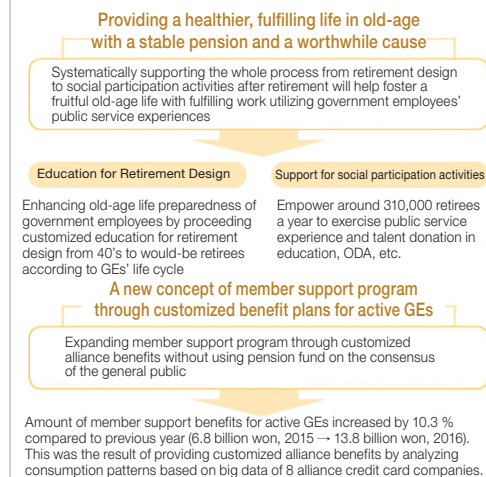 Providing a healthier, fulfilling life in old-age
with a stable pension and a worthwhile cause
Systematically supporting the whole process from retirement design
to social participation activities after retirement will help foster a
fruitful old-age life with fulfilling work utilizing government employees'
public service experiences
Education for Retirement Design
Enhancing old-age life preparedness of
government employees by proceeding
customized education for retirement
design from 40's to would-be retirees
according to GEs' life cycle
Support for social participation activities
Empower around 310,000 retirees
a year to exercise public service
experience and talent donation in
education, ODA, etc.
A new concept of member support program
through customized benefit plans for active GEs
Expanding member support program through customized
alliance benefits without using pension fund on the consensus
of the general public
Amount of member support benefits for active GEs increased by 10.3 %
compared to previous year (6.8 billion won, 2015 → 13.8 billion won, 2016).
This was the result of providing customized alliance benefits by analyzing
consumption patterns based on big data of 8 alliance credit card companies.